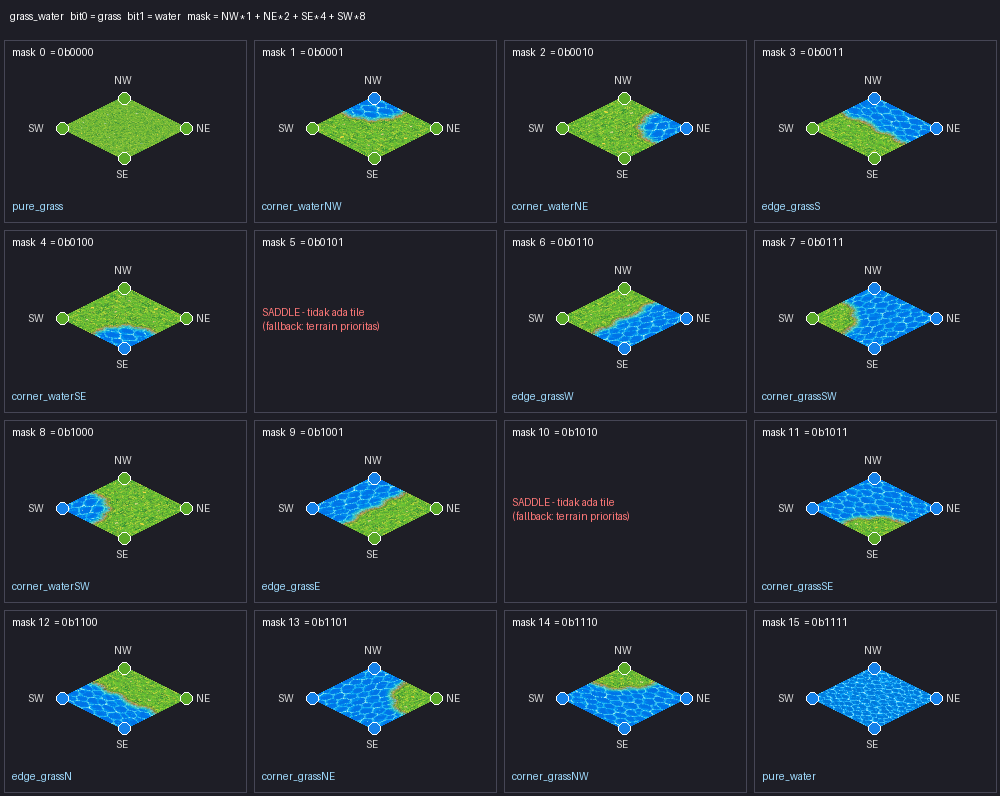 grass_water bit0 = grass bit1 = water mask = NW*1 + NE*2 + SE*4 + SW*8
mask 0 = 0b0000
NW
SW
NE
SE
pure_grass
mask 1 = 0b0001
NW
SW
NE
SE
corner_waterNW
mask 2 = 0b0010
NW
SW
NE
SE
corner_waterNE
mask 3 = 0b0011
NW
SW
NE
SE
edge_grassS
mask 4 = 0b0100
NW
SW
NE
SE
corner_waterSE
mask 5 = 0b0101
SADDLE - tidak ada tile
(fallback: terrain prioritas)
mask 6 = 0b0110
NW
SW
NE
SE
edge_grassW
mask 7 = 0b0111
NW
SW
NE
SE
corner_grassSW
mask 8 = 0b1000
NW
SW
NE
SE
corner_waterSW
mask 9 = 0b1001
NW
SW
NE
SE
edge_grassE
mask 10 = 0b1010
SADDLE - tidak ada tile
(fallback: terrain prioritas)
mask 11 = 0b1011
NW
SW
NE
SE
corner_grassSE
mask 12 = 0b1100
NW
SW
NE
SE
edge_grassN
mask 13 = 0b1101
NW
SW
NE
SE
corner_grassNE
mask 14 = 0b1110
NW
SW
NE
SE
corner_grassNW
mask 15 = 0b1111
NW
SW
NE
SE
pure_water